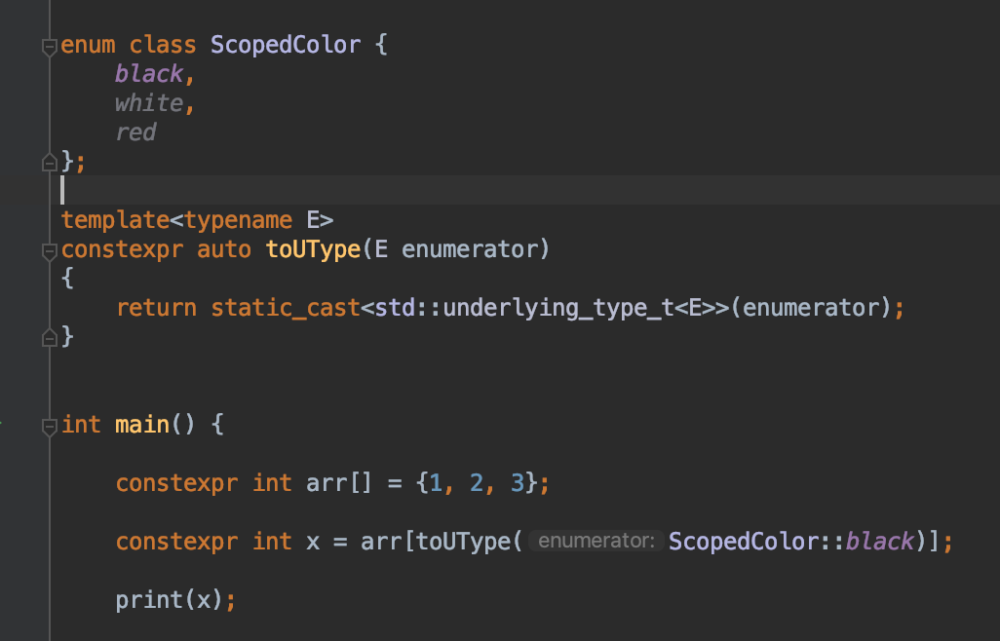 enum class ScopedColor {
    black,
    white,
    red
};
template<typename E>
constexpr auto toUType(E enumerator)
{
    return static_cast<std::underlying_type_t<E>>(enumerator);
}
int main() {
    constexpr int arr[] = {1, 2, 3};
    constexpr int x = arr[toUType( enumerator: ScopedColor::black)];
    print(x);